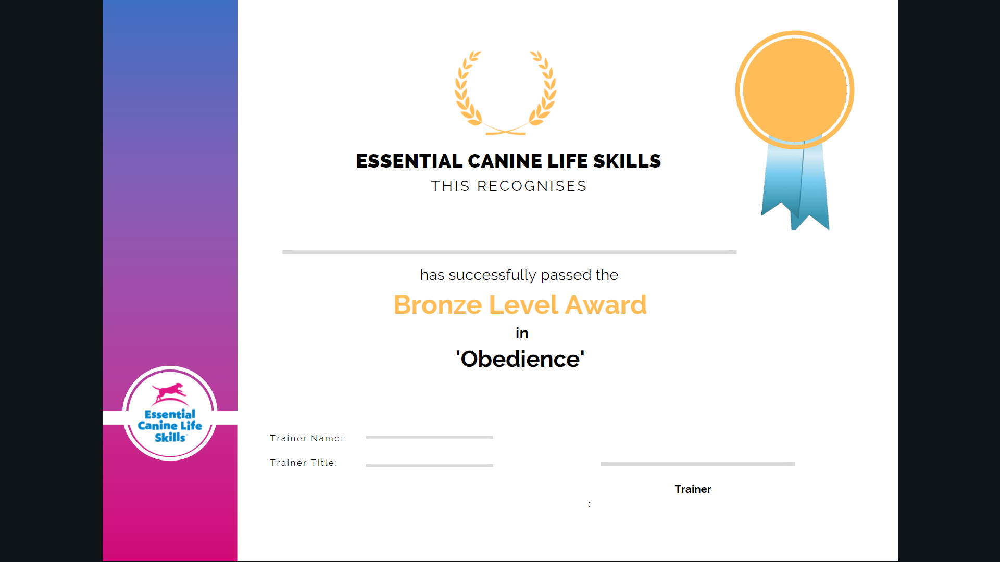 ESSENTIAL CANINE LIFE SKILLS
THIS RECOGNISES
has successfully passed the
Bronze Level Award
in
'Obedience'
Essential
Canine Life
Skills™
Trainer Name:
Trainer Title:
Trainer
: